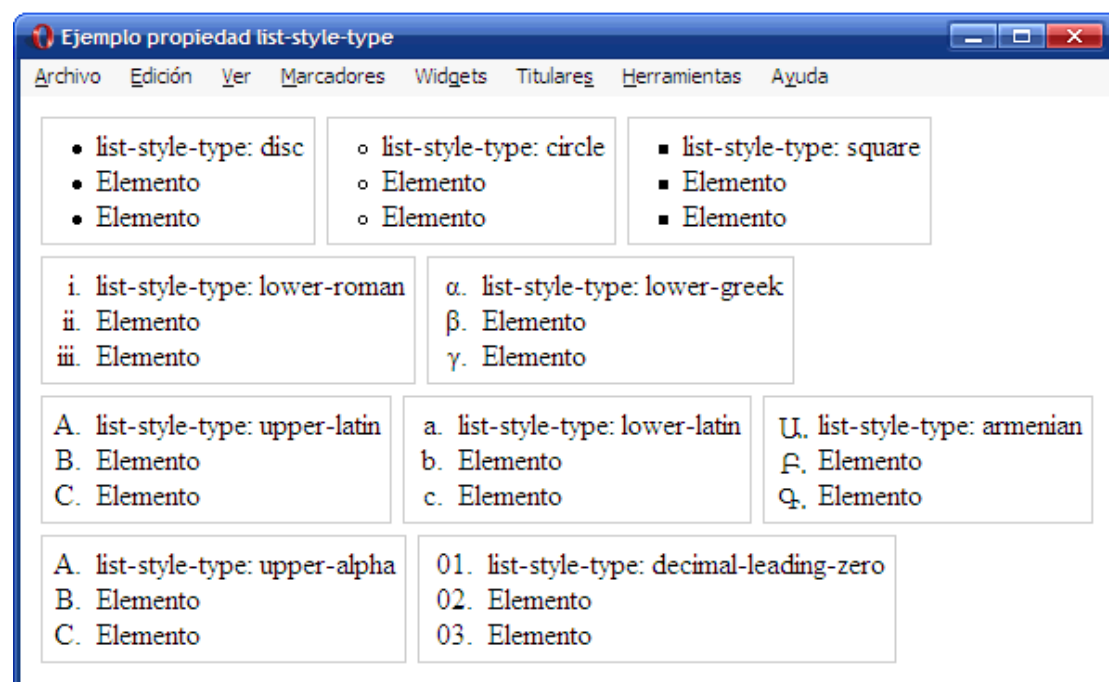 Ejemplo propiedad list-style-type
Archivo Edición Ver Marcadores Widgets Titulares Herramientas Ayuda
• list-style-type: disc
• Elemento
• Elemento
◦ list-style-type: circle
◦ Elemento
◦ Elemento
▪ list-style-type: square
▪ Elemento
▪ Elemento
i. list-style-type: lower-roman
ii. Elemento
iii. Elemento
α. list-style-type: lower-greek
β. Elemento
γ. Elemento
A. list-style-type: upper-latin
B. Elemento
C. Elemento
a. list-style-type: lower-latin
b. Elemento
c. Elemento
Ա. list-style-type: armenian
Բ. Elemento
Գ. Elemento
A. list-style-type: upper-alpha
B. Elemento
C. Elemento
01. list-style-type: decimal-leading-zero
02. Elemento
03. Elemento